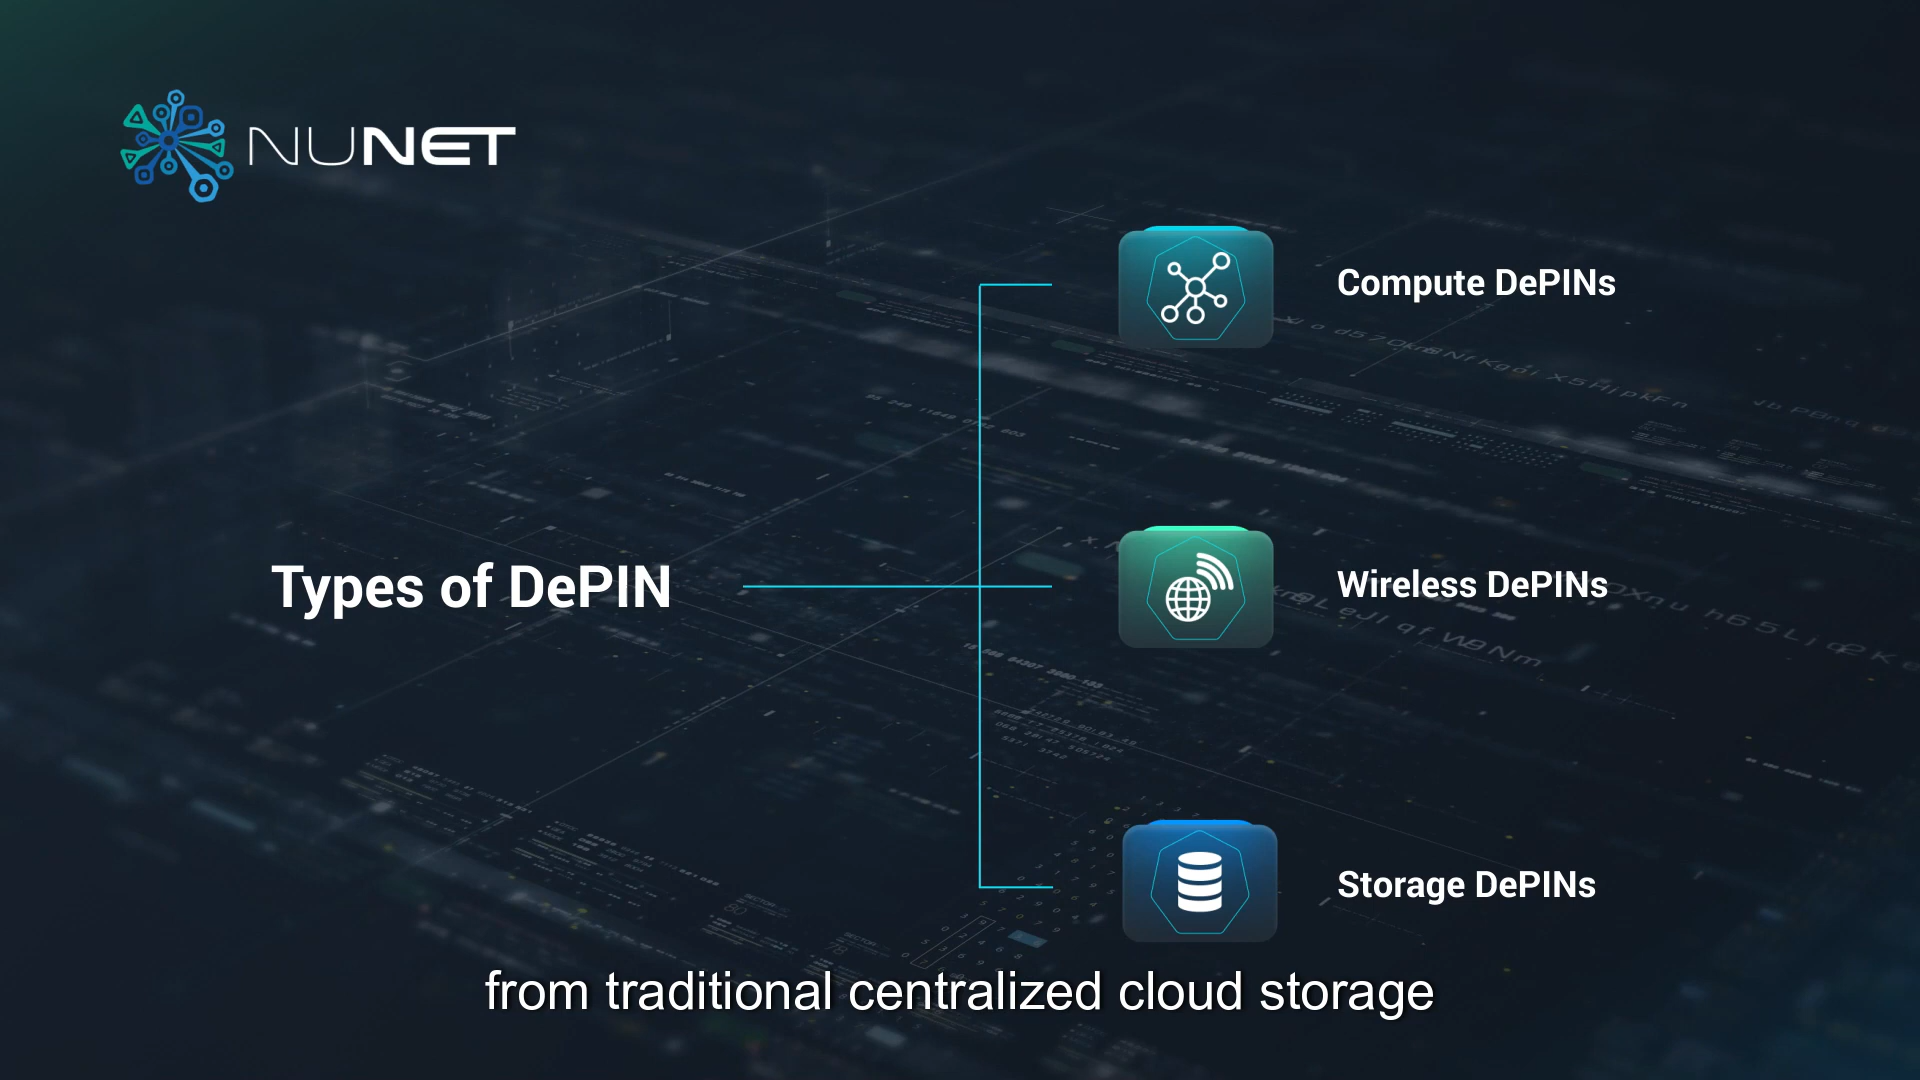 NUNET
Compute DePINs
Types of DePIN
Wireless DePINs
Storage DePINs
from traditional centralized cloud storage